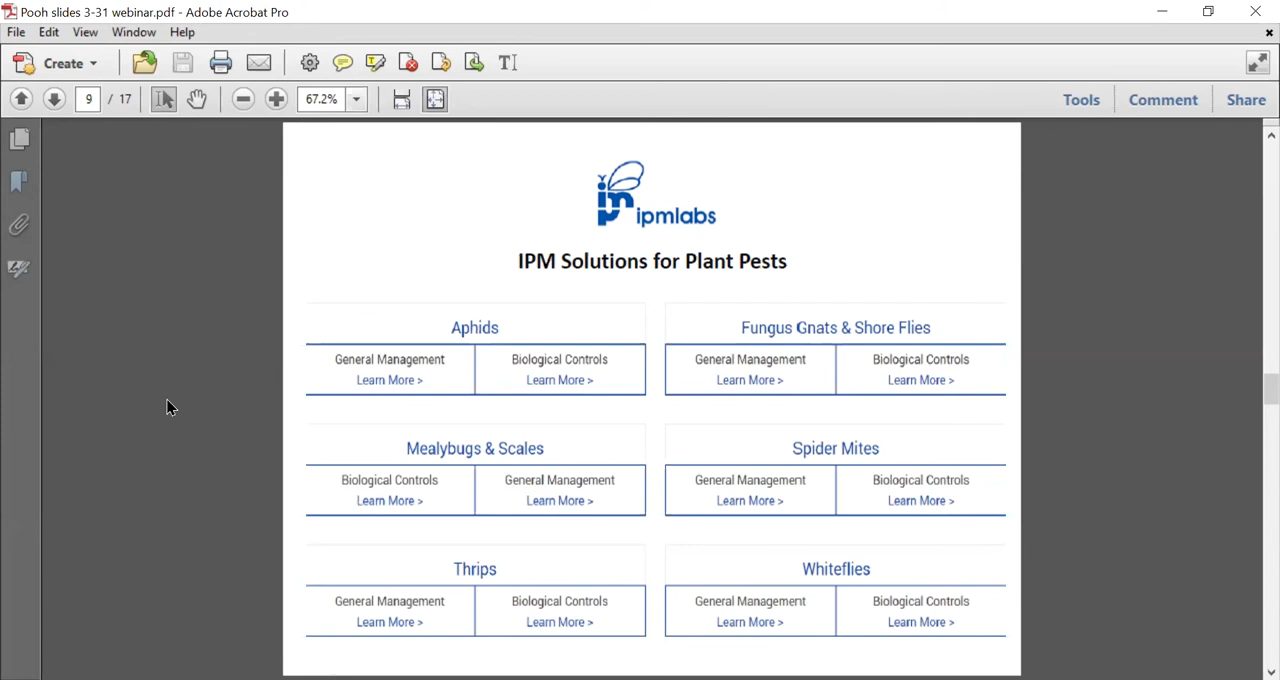 Pooh slides 3-31 webinar.pdf - Adobe Acrobat Pro
File Edit View Window Help
Create
9 / 17 67.2% Tools Comment Share
ipmlabs
IPM Solutions for Plant Pests
Aphids
General Management Biological Controls
Learn More > Learn More >
Fungus Gnats & Shore Flies
General Management Biological Controls
Learn More > Learn More >
Mealybugs & Scales
Biological Controls General Management
Learn More > Learn More >
Spider Mites
General Management Biological Controls
Learn More > Learn More >
Thrips
General Management Biological Controls
Learn More > Learn More >
Whiteflies
General Management Biological Controls
Learn More > Learn More >